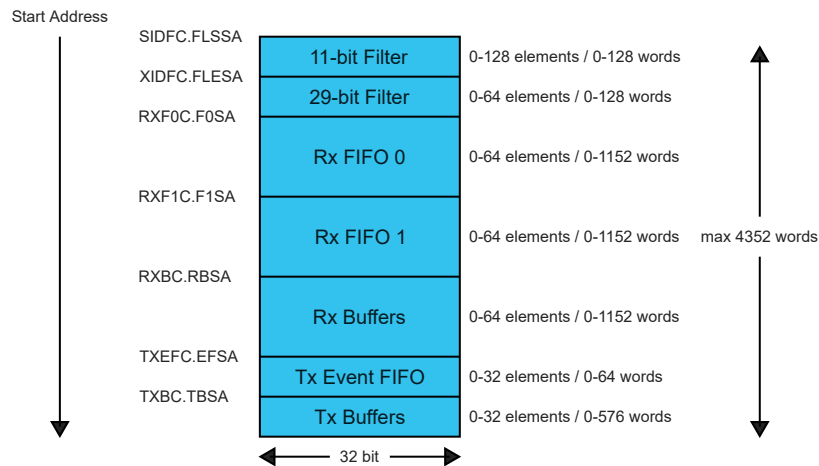 Start Address
SIDFC.FLSSA
11-bit Filter
0-128 elements / 0-128 words
XIDFC.FLESA
29-bit Filter
0-64 elements / 0-128 words
RXF0C.F0SA
Rx FIFO 0
0-64 elements / 0-1152 words
RXF1C.F1SA
Rx FIFO 1
0-64 elements / 0-1152 words
max 4352 words
RXBC.RBSA
Rx Buffers
0-64 elements / 0-1152 words
TXEFC.EFSA
Tx Event FIFO
0-32 elements / 0-64 words
TXBC.TBSA
Tx Buffers
0-32 elements / 0-576 words
32 bit